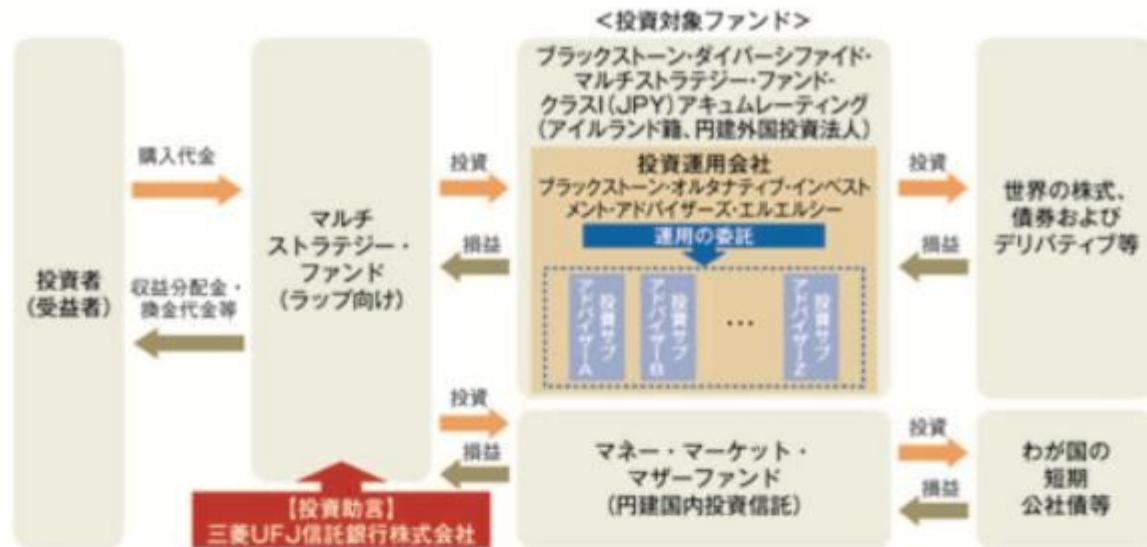 <投資対象ファンド>
ブラックストーン・ダイバーシファイド・
マルチストラテジー・ファンド-
クラスI(JPY)アキュムレーティング
(アイルランド籍、円建外国投資法人)
投資運用会社
ブラックストーン・オルタナティブ・インベスト
メント・アドバイザーズ・エルエルシー
運用の委託
投資サブ
アドバイザーA
投資サブ
アドバイザーB
…
投資サブ
アドバイザーZ
購入代金
投資
投資
マルチ
ストラテジー・
ファンド
(ラップ向け)
世界の株式、
債券および
デリバティブ等
損益
損益
投資者
(受益者)
収益分配金・
換金代金等
投資
損益
マネー・マーケット・
マザーファンド
(円建国内投資信託)
投資
損益
わが国の
短期
公社債等
【投資助言】
三菱UFJ信託銀行株式会社